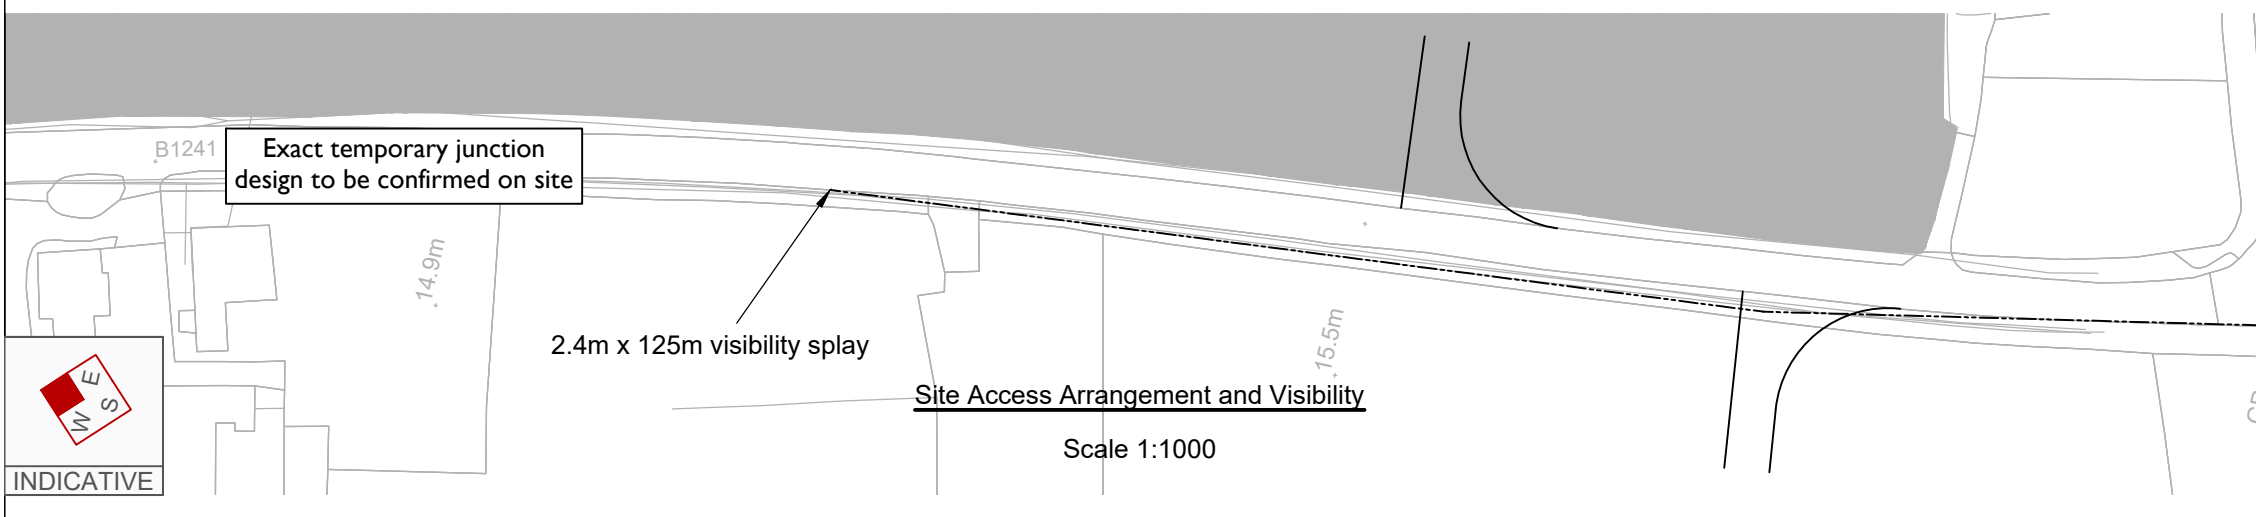 B1241
Exact temporary junction
design to be confirmed on site
14.9m
2.4m x 125m visibility splay
15.5m
Site Access Arrangement and Visibility
Scale 1:1000
E
S
W
INDICATIVE